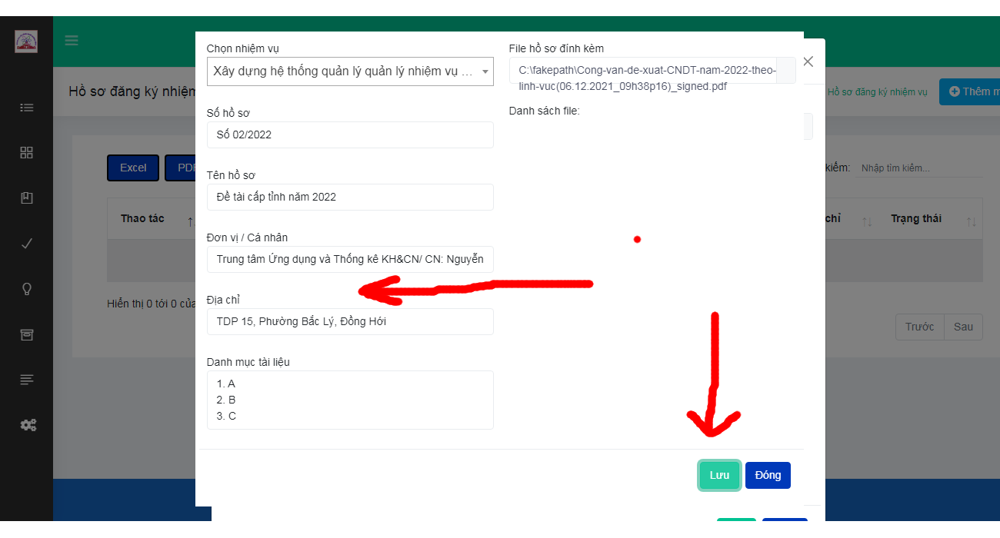 Chọn nhiệm vụ
File hồ sơ đính kèm
Xây dựng hệ thống quản lý quản lý nhiệm vụ ...
C:\fakepath\Cong-van-de-xuat-CNDT-nam-2022-theo-
linh-vuc(06.12.2021_09h38p16)_signed.pdf
Hồ sơ đăng ký nhiệm
Hồ sơ đăng ký nhiệm vụ
Thêm m
Số hồ sơ
Danh sách file:
Số 02/2022
Excel
PDF
kiếm:
Nhập tìm kiếm...
Tên hồ sơ
Đề tài cấp tỉnh năm 2022
Thao tác
chỉ
Trạng thái
Đơn vị / Cá nhân
Trung tâm Ứng dụng và Thống kê KH&CN/ CN: Nguyễn
Hiển thị 0 tới 0 của
Địa chỉ
TDP 15, Phường Bắc Lý, Đồng Hới
Trước
Sau
Danh mục tài liệu
1. A
2. B
3. C
Lưu
Đóng